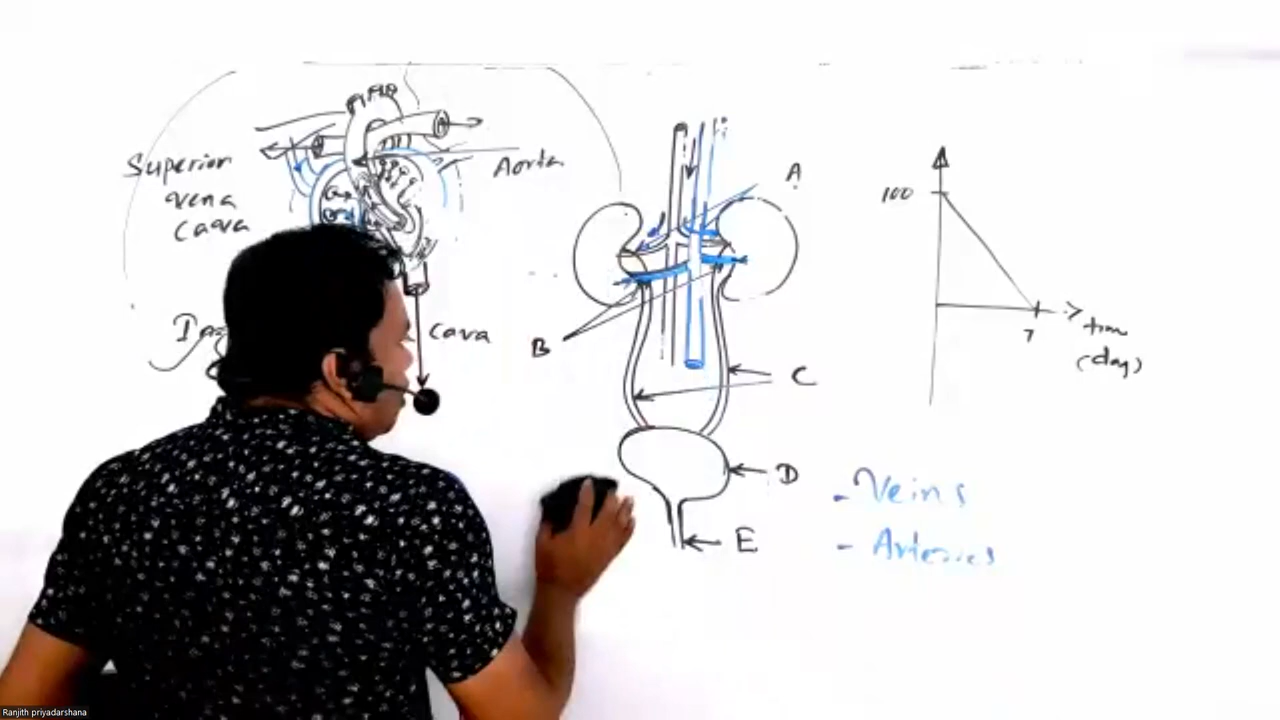 Superior
vena
cava
Aorta
cava
A
B
C
D
E
100
7
time
(day)
- Veins
- Arteries
Ranjith priyadarshana